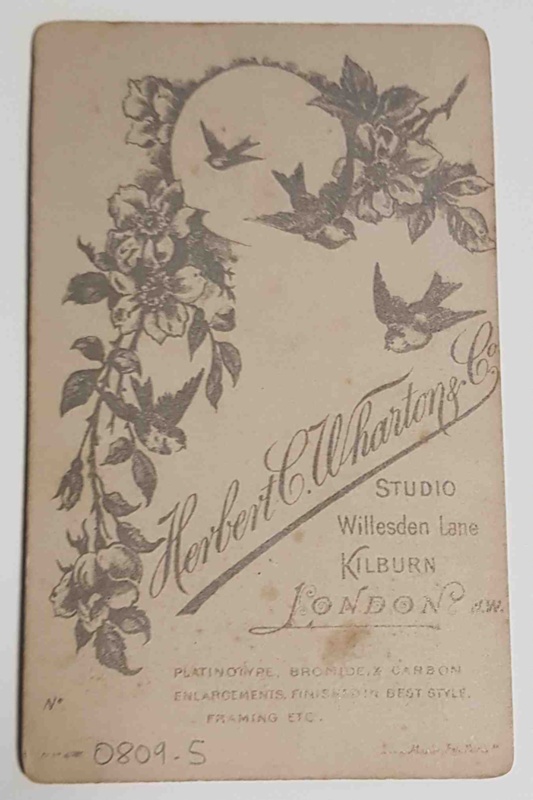 Herbert C. Wharton & Co
STUDIO
Willesden Lane
KILBURN
LONDON N.W.
PLATINOTYPE, BROMIDE, & CARBON
ENLARGEMENTS, FINISHED IN BEST STYLE,
FRAMING ETC.
No
0809-5